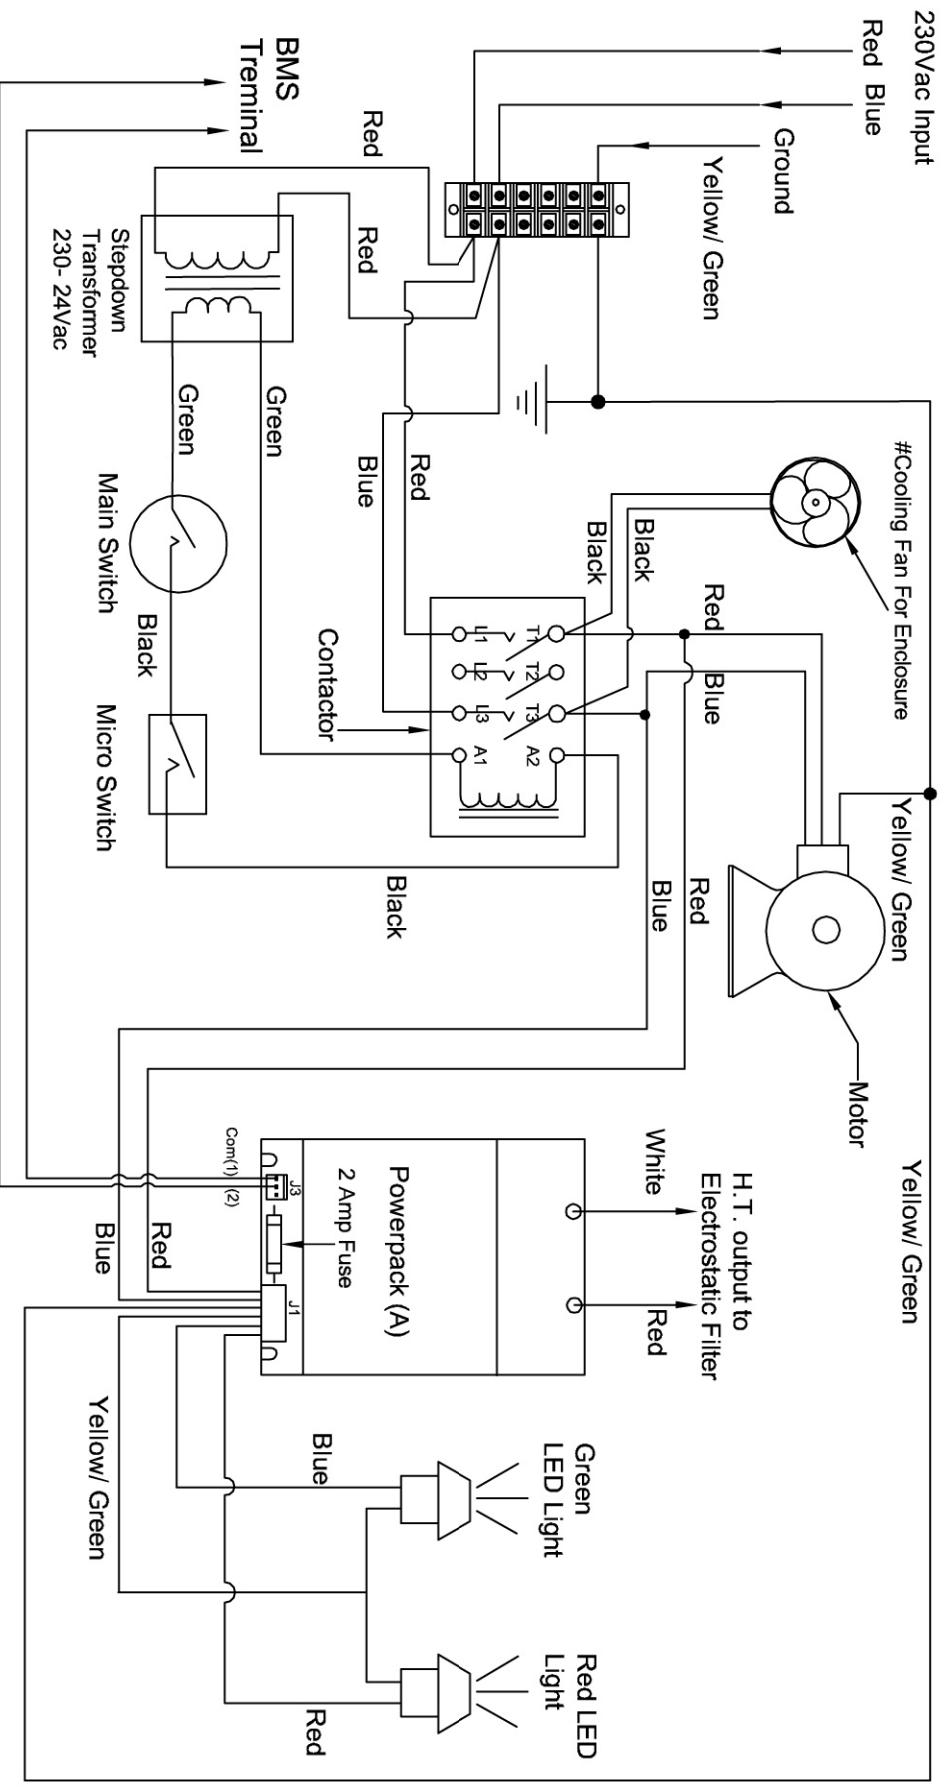 230Vac Input
Red
Blue
Ground
Yellow/ Green
BMS
Treminal
Red
Red
Stepdown
Transformer
230- 24Vac
Green
Green
Main Switch
Black
Micro Switch
Black
Red
Blue
#Cooling Fan For Enclosure
Black
Black
Contactor
L1
T1
L2
T2
L3
T3
A1
A2
Red
Blue
Yellow/ Green
Motor
Red
Blue
Yellow/ Green
H.T. output to
Electrostatic Filter
White
Red
Powerpack (A)
2 Amp Fuse
J3
J1
Com(1)
(2)
Red
Blue
Yellow/ Green
Blue
Green
LED Light
Red LED
Light
Red